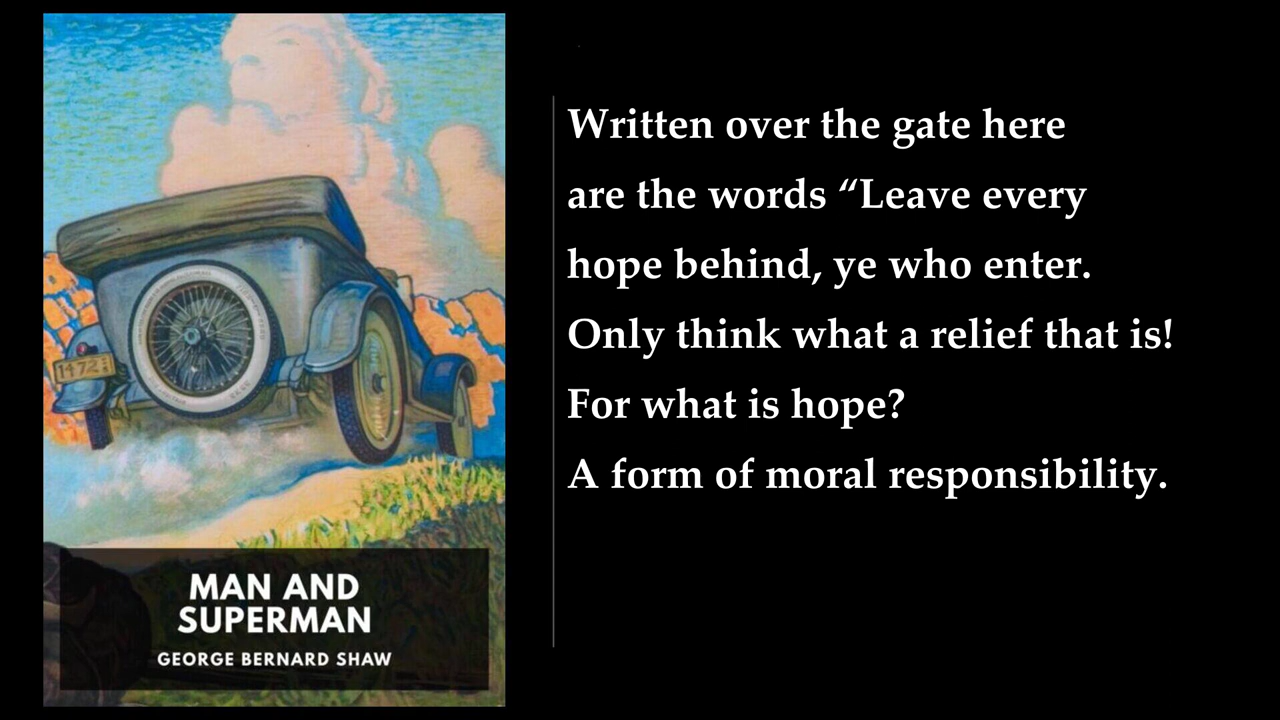 Written over the gate here
are the words “Leave every
hope behind, ye who enter.
Only think what a relief that is!
For what is hope?
A form of moral responsibility.
1472
MAN AND
SUPERMAN
GEORGE BERNARD SHAW